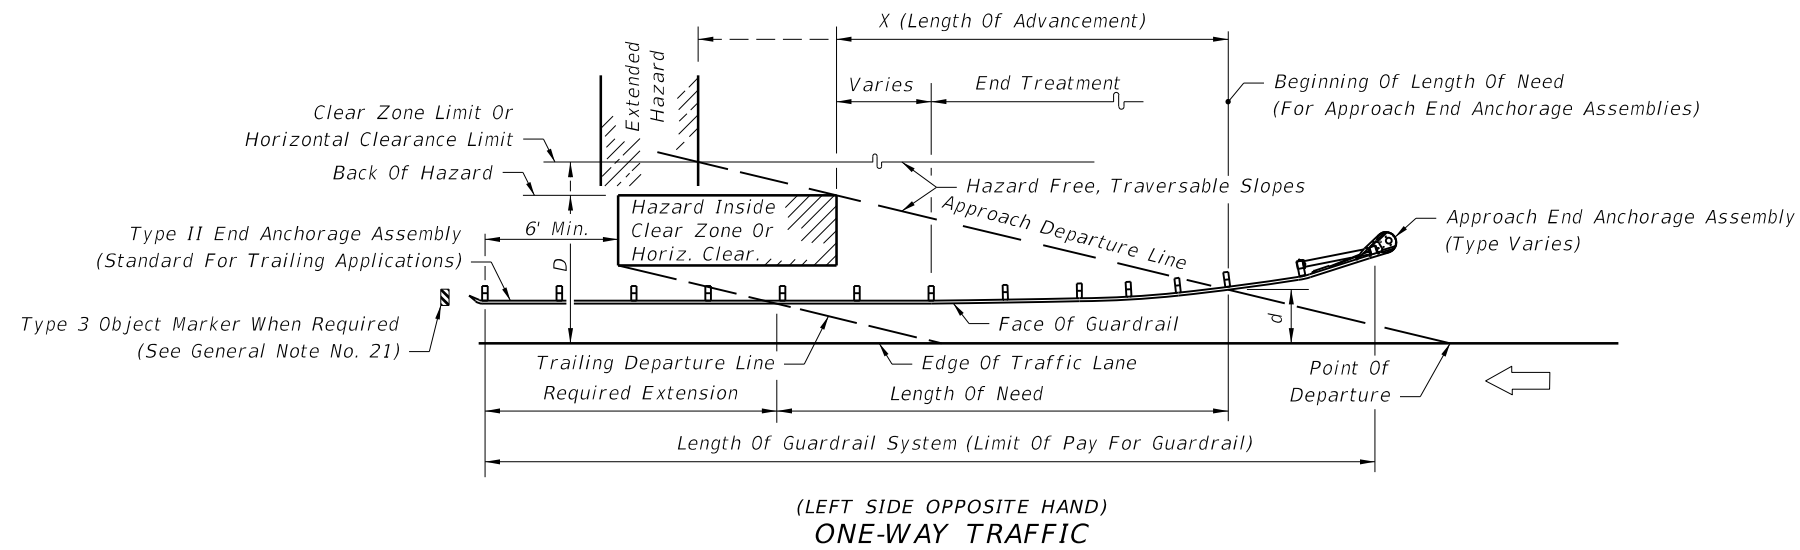 X (Length Of Advancement)
Extended
Hazard
Varies
End Treatment
Beginning Of Length Of Need
(For Approach End Anchorage Assemblies)
Clear Zone Limit Or
Horizontal Clearance Limit
Back Of Hazard
Hazard Free, Traversable Slopes
Approach Departure Line
Hazard Inside
Clear Zone Or
Horiz. Clear.
6' Min.
D
Type II End Anchorage Assembly
(Standard For Trailing Applications)
Approach End Anchorage Assembly
(Type Varies)
Type 3 Object Marker When Required
(See General Note No. 21)
Face Of Guardrail
d
Trailing Departure Line
Edge Of Traffic Lane
Point Of
Departure
Required Extension
Length Of Need
Length Of Guardrail System (Limit Of Pay For Guardrail)
(LEFT SIDE OPPOSITE HAND)
ONE-WAY TRAFFIC